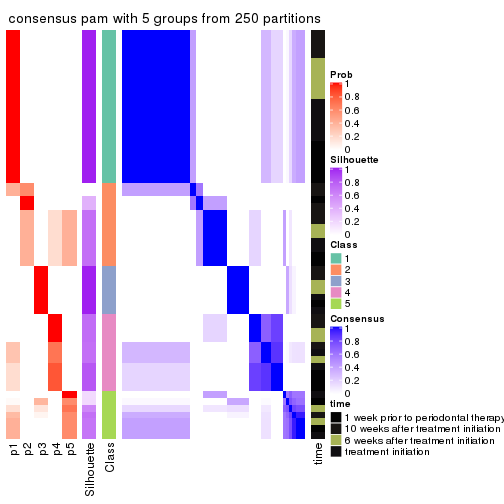 consensus pam with 5 groups from 250 partitions
Prob
1
0.8
0.6
0.4
0.2
0
Silhouette
1
0.8
0.6
0.4
0.2
0
Class
1
2
3
4
5
Consensus
1
0.8
0.6
0.4
0.2
0
time
1 week prior to periodontal therapy
10 weeks after treatment initiation
6 weeks after treatment initiation
treatment initiation
p1
p2
p3
p4
p5
Silhouette
Class
time